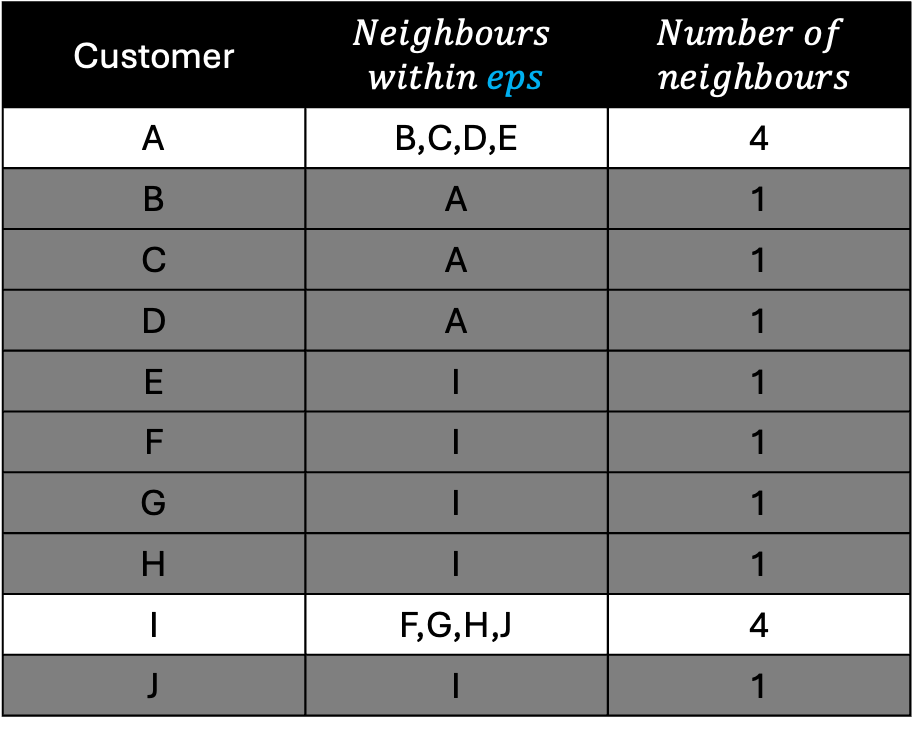 Customer Neighbours within eps Number of neighbours
A B,C,D,E 4
B A 1
C A 1
D A 1
E I 1
F I 1
G I 1
H I 1
I F,G,H,J 4
J I 1